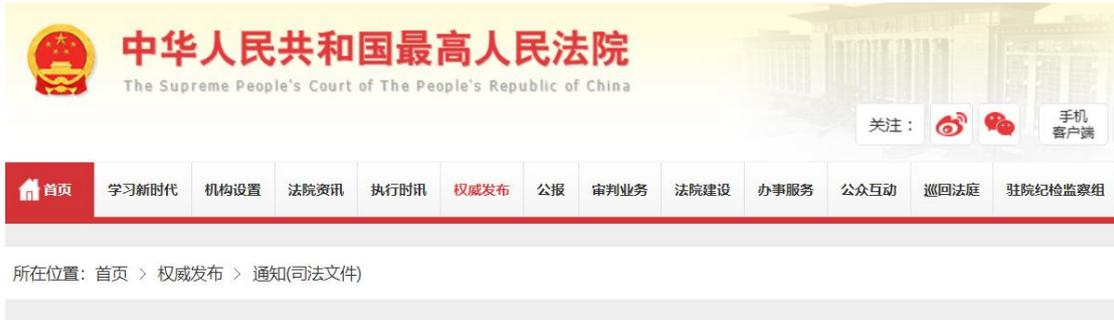 中华人民共和国最高人民法院
The Supreme People's Court of The People's Republic of China
关注：
手机
客户端
首页 学习新时代 机构设置 法院资讯 执行时讯 权威发布 公报 审判业务 法院建设 办事服务 公众互动 巡回法庭 驻院纪检监察组
所在位置：首页 > 权威发布 > 通知(司法文件)